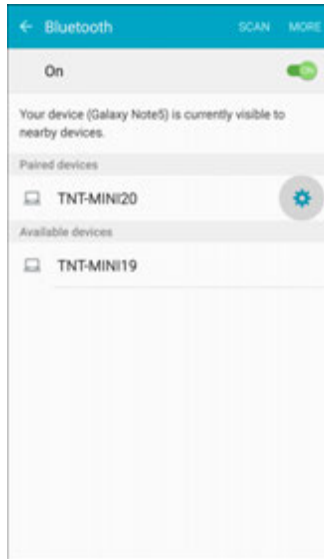 Bluetooth SCAN MORE
On ON
Your device (Galaxy Note5) is currently visible to
nearby devices.
Paired devices
TNT-MINI20
Available devices
TNT-MINI19